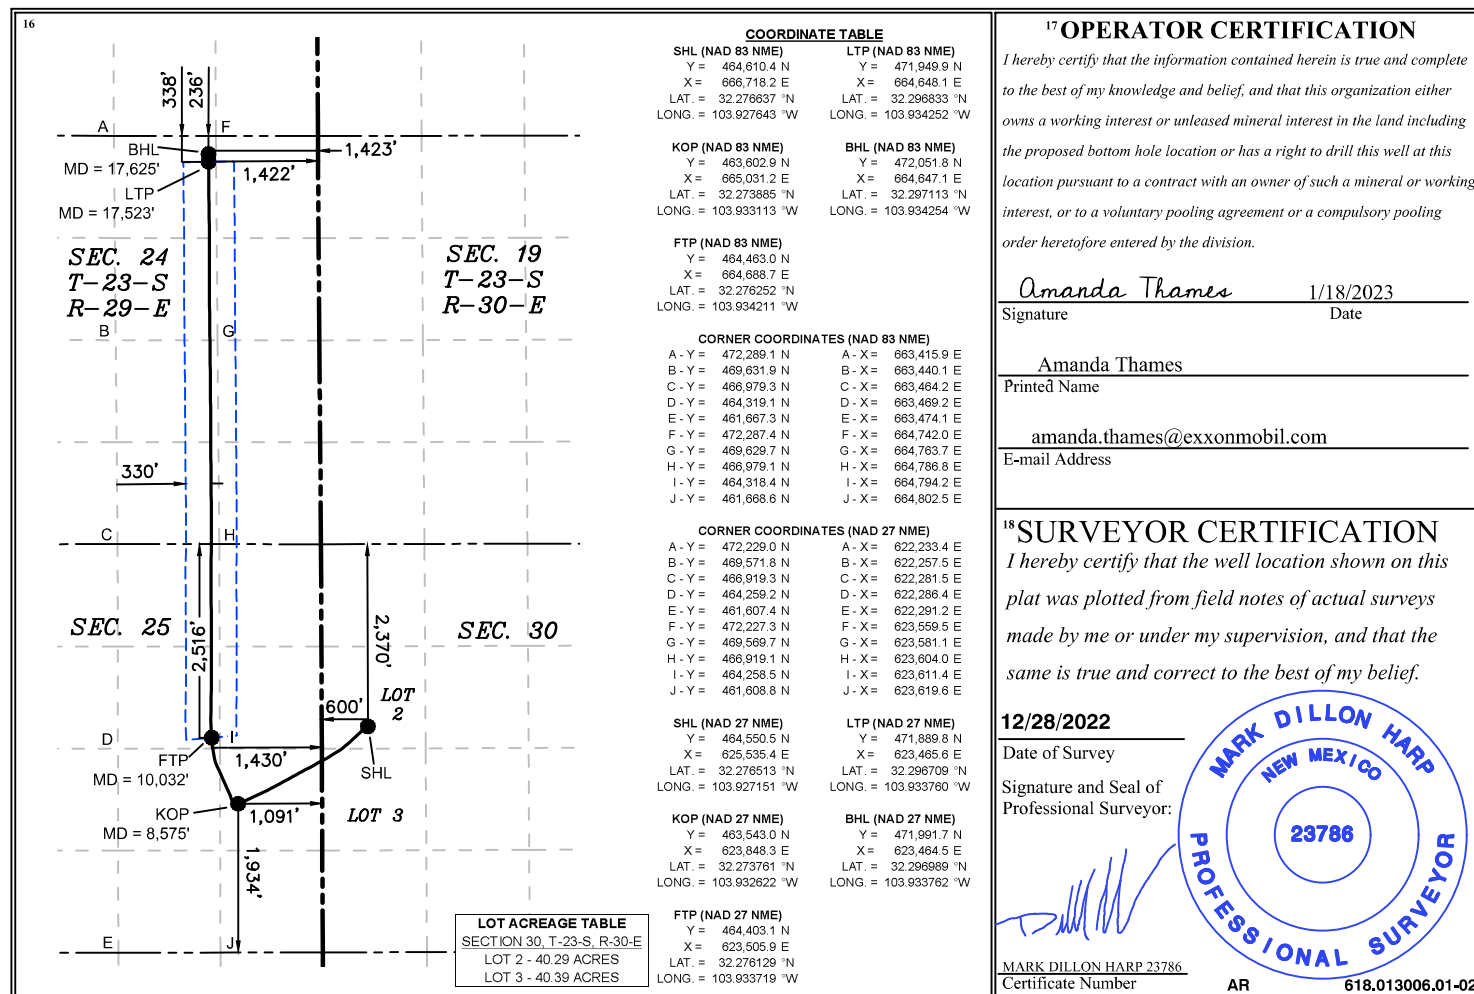 16
338'
236'
A
F
BHL
MD = 17,625'
1,423'
1,422'
LTP
MD = 17,523'
SEC. 24
T-23-S
R-29-E
SEC. 19
T-23-S
R-30-E
B
G
330'
C
H
SEC. 25
2,516'
2,370'
SEC. 30
LOT
2
600'
D
I
FTP
MD = 10,032'
1,430'
SHL
KOP
MD = 8,575'
1,091'
LOT 3
1,934'
E
J
LOT ACREAGE TABLE
SECTION 30, T-23-S, R-30-E
LOT 2 - 40.29 ACRES
LOT 3 - 40.39 ACRES
COORDINATE TABLE
SHL (NAD 83 NME)
Y = 464,610.4 N
X = 666,718.2 E
LAT. = 32.276637 °N
LONG. = 103.927643 °W
LTP (NAD 83 NME)
Y = 471,949.9 N
X = 664,648.1 E
LAT. = 32.296833 °N
LONG. = 103.934252 °W
KOP (NAD 83 NME)
Y = 463,602.9 N
X = 665,031.2 E
LAT. = 32.273885 °N
LONG. = 103.933113 °W
BHL (NAD 83 NME)
Y = 472,051.8 N
X = 664,647.1 E
LAT. = 32.297113 °N
LONG. = 103.934254 °W
FTP (NAD 83 NME)
Y = 464,463.0 N
X = 664,688.7 E
LAT. = 32.276252 °N
LONG. = 103.934211 °W
CORNER COORDINATES (NAD 83 NME)
A - Y = 472,289.1 N A - X = 663,415.9 E
B - Y = 469,631.9 N B - X = 663,440.1 E
C - Y = 466,979.3 N C - X = 663,464.2 E
D - Y = 464,319.1 N D - X = 663,469.2 E
E - Y = 461,667.3 N E - X = 663,474.1 E
F - Y = 472,287.4 N F - X = 664,742.0 E
G - Y = 469,629.7 N G - X = 664,763.7 E
H - Y = 466,979.1 N H - X = 664,786.8 E
I - Y = 464,318.4 N I - X = 664,794.2 E
J - Y = 461,668.6 N J - X = 664,802.5 E
CORNER COORDINATES (NAD 27 NME)
A - Y = 472,229.0 N A - X = 622,233.4 E
B - Y = 469,571.8 N B - X = 622,257.5 E
C - Y = 466,919.3 N C - X = 622,281.5 E
D - Y = 464,259.2 N D - X = 622,286.4 E
E - Y = 461,607.4 N E - X = 622,291.2 E
F - Y = 472,227.3 N F - X = 623,559.5 E
G - Y = 469,569.7 N G - X = 623,581.1 E
H - Y = 466,919.1 N H - X = 623,604.0 E
I - Y = 464,258.5 N I - X = 623,611.4 E
J - Y = 461,608.8 N J - X = 623,619.6 E
SHL (NAD 27 NME)
Y = 464,550.5 N
X = 625,535.4 E
LAT. = 32.276513 °N
LONG. = 103.927151 °W
LTP (NAD 27 NME)
Y = 471,889.8 N
X = 623,465.6 E
LAT. = 32.296709 °N
LONG. = 103.933760 °W
KOP (NAD 27 NME)
Y = 463,543.0 N
X = 623,848.3 E
LAT. = 32.273761 °N
LONG. = 103.932622 °W
BHL (NAD 27 NME)
Y = 471,991.7 N
X = 623,464.5 E
LAT. = 32.296989 °N
LONG. = 103.933762 °W
FTP (NAD 27 NME)
Y = 464,403.1 N
X = 623,505.9 E
LAT. = 32.276129 °N
LONG. = 103.933719 °W
17 OPERATOR CERTIFICATION
I hereby certify that the information contained herein is true and complete
to the best of my knowledge and belief, and that this organization either
owns a working interest or unleased mineral interest in the land including
the proposed bottom hole location or has a right to drill this well at this
location pursuant to a contract with an owner of such a mineral or working
interest, or to a voluntary pooling agreement or a compulsory pooling
order heretofore entered by the division.
Amanda Thames 1/18/2023
Signature Date
Amanda Thames
Printed Name
amanda.thames@exxonmobil.com
E-mail Address
18 SURVEYOR CERTIFICATION
I hereby certify that the well location shown on this
plat was plotted from field notes of actual surveys
made by me or under my supervision, and that the
same is true and correct to the best of my belief.
12/28/2022
Date of Survey
Signature and Seal of
Professional Surveyor:
MARK DILLON HARP
NEW MEXICO
23786
PROFESSIONAL SURVEYOR
MARK DILLON HARP 23786
Certificate Number
AR 618.013006.01-02